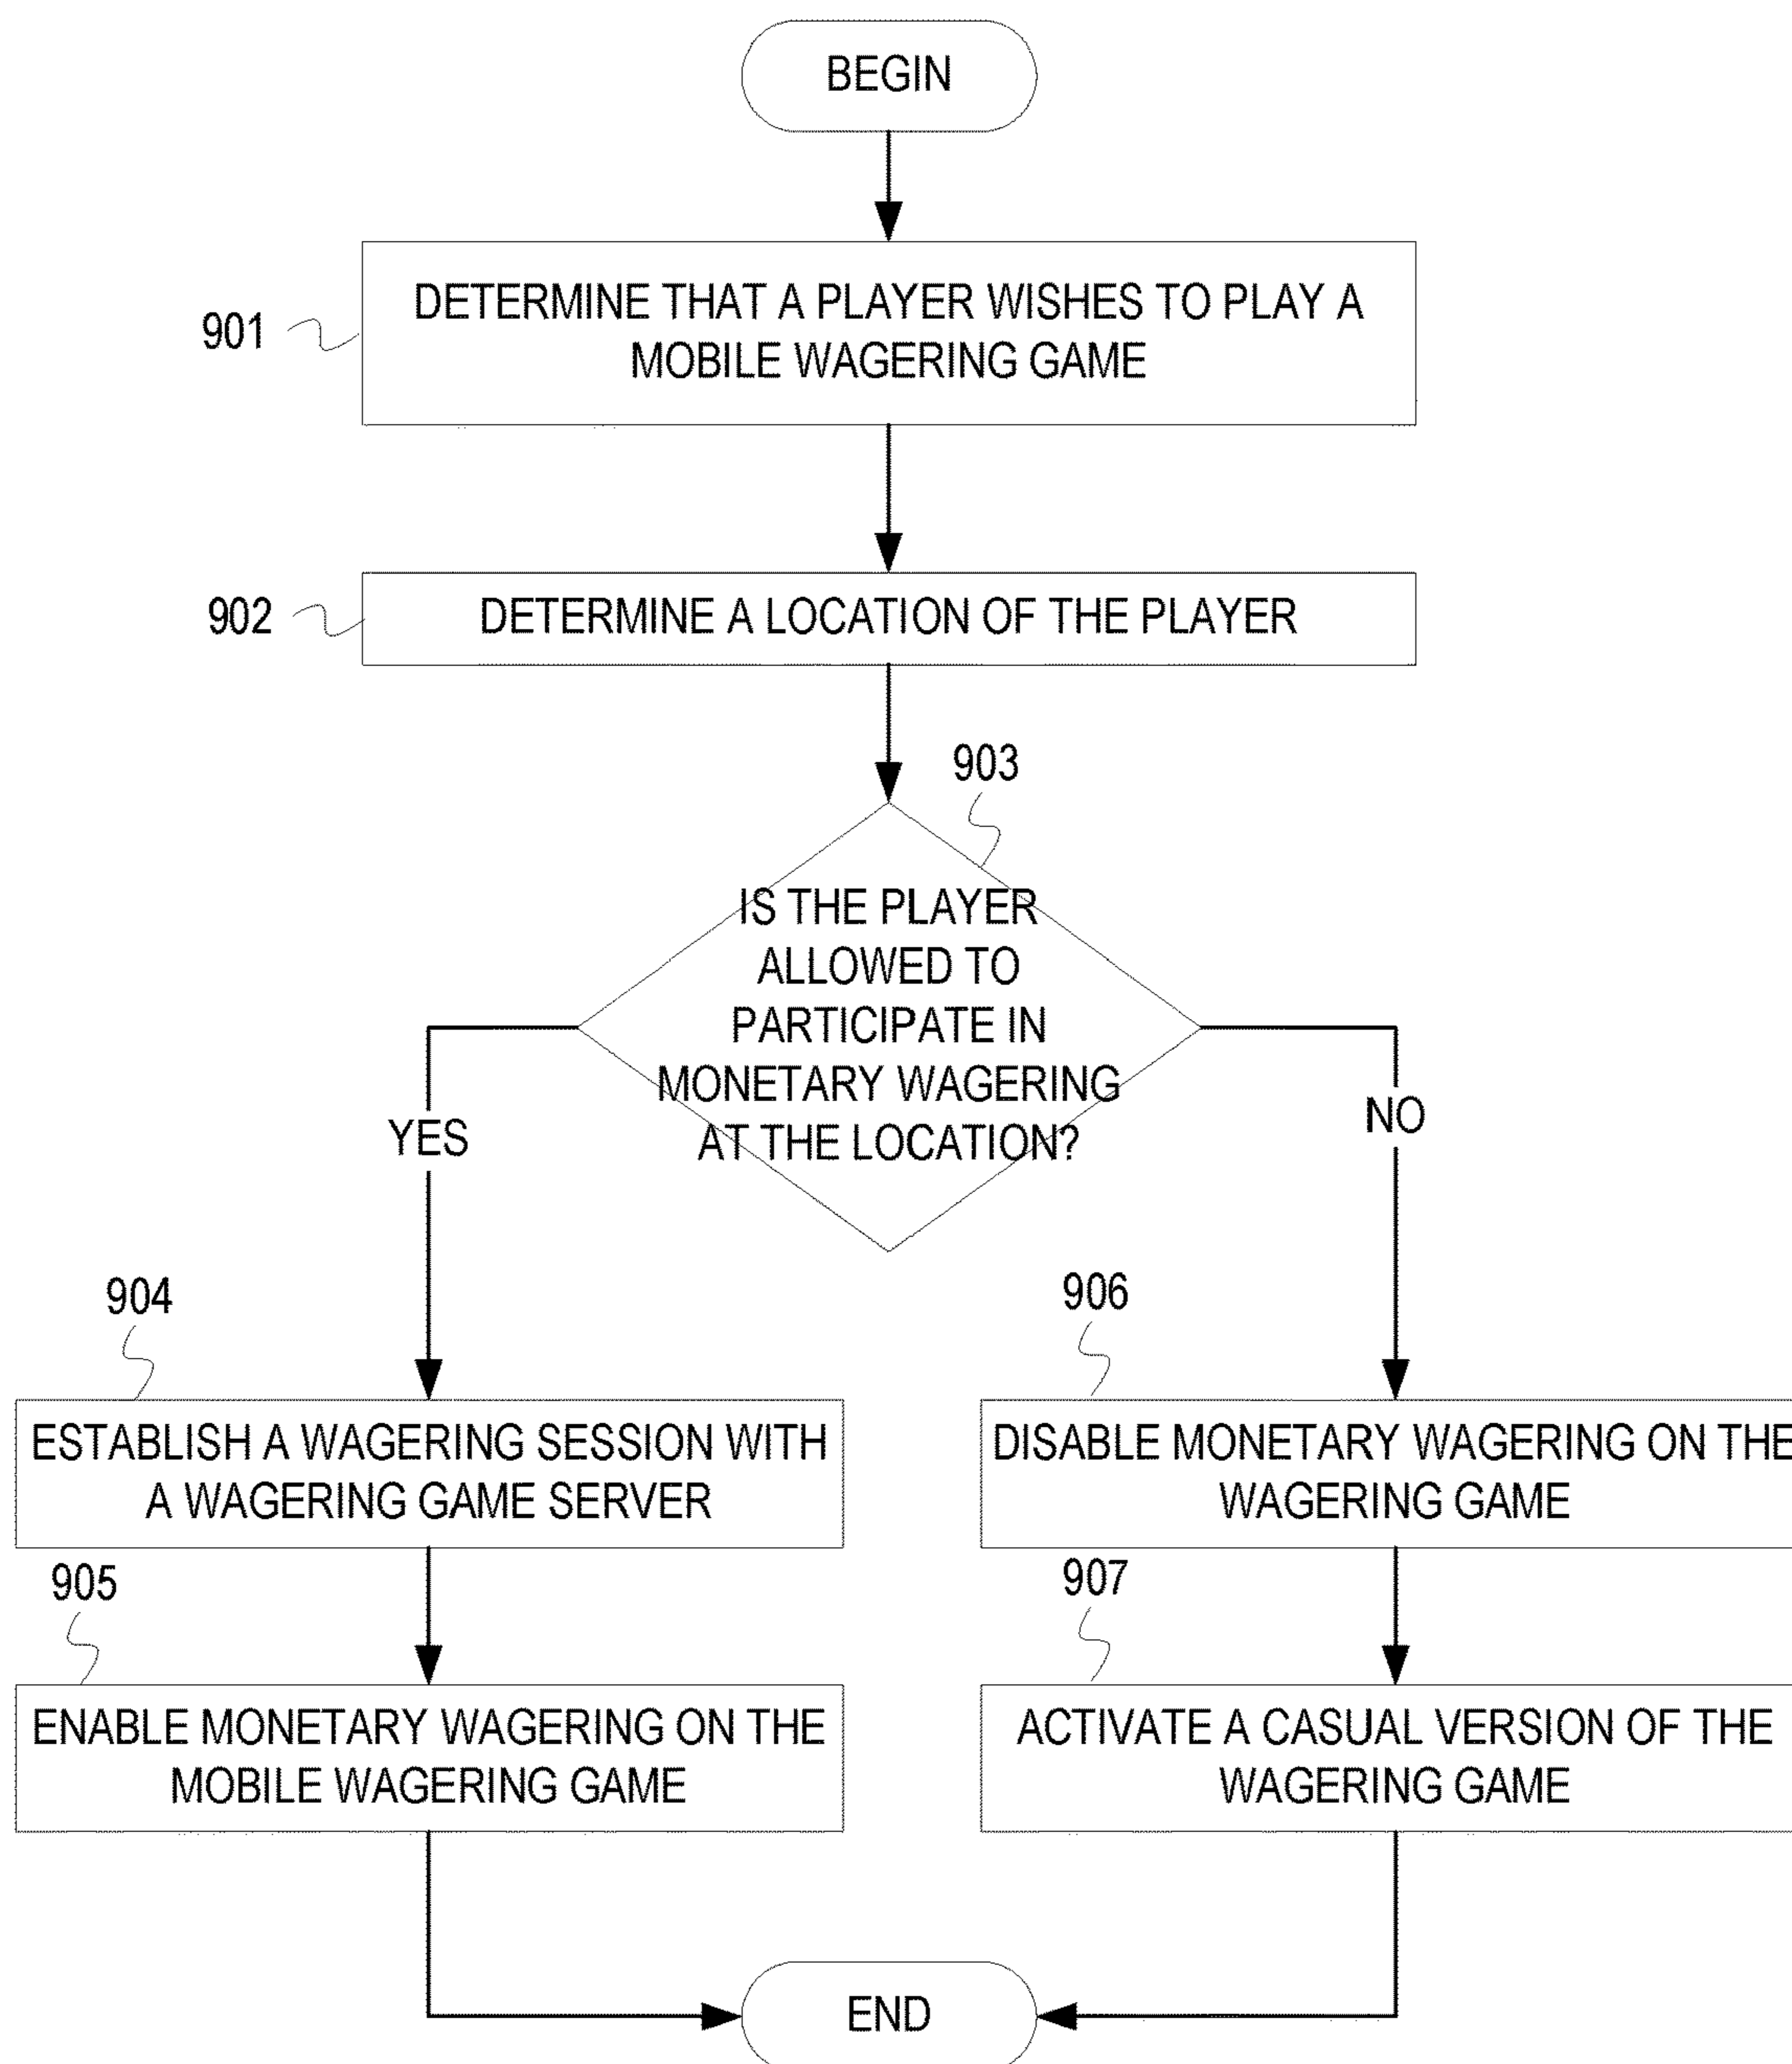 BEGIN
901
DETERMINE THAT A PLAYER WISHES TO PLAY A
MOBILE WAGERING GAME
902
DETERMINE A LOCATION OF THE PLAYER
903
IS THE PLAYER
ALLOWED TO
PARTICIPATE IN
MONETARY WAGERING
AT THE LOCATION?
YES
NO
904
ESTABLISH A WAGERING SESSION WITH
A WAGERING GAME SERVER
905
ENABLE MONETARY WAGERING ON THE
MOBILE WAGERING GAME
906
DISABLE MONETARY WAGERING ON THE
WAGERING GAME
907
ACTIVATE A CASUAL VERSION OF THE
WAGERING GAME
END